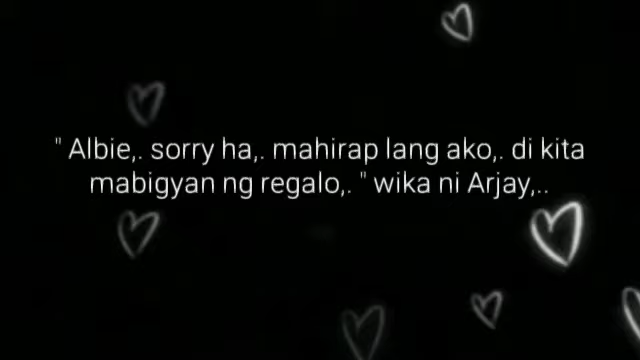 " Albie,. sorry ha,. mahirap lang ako,. di kita
mabigyan ng regalo,. " wika ni Arjay,..